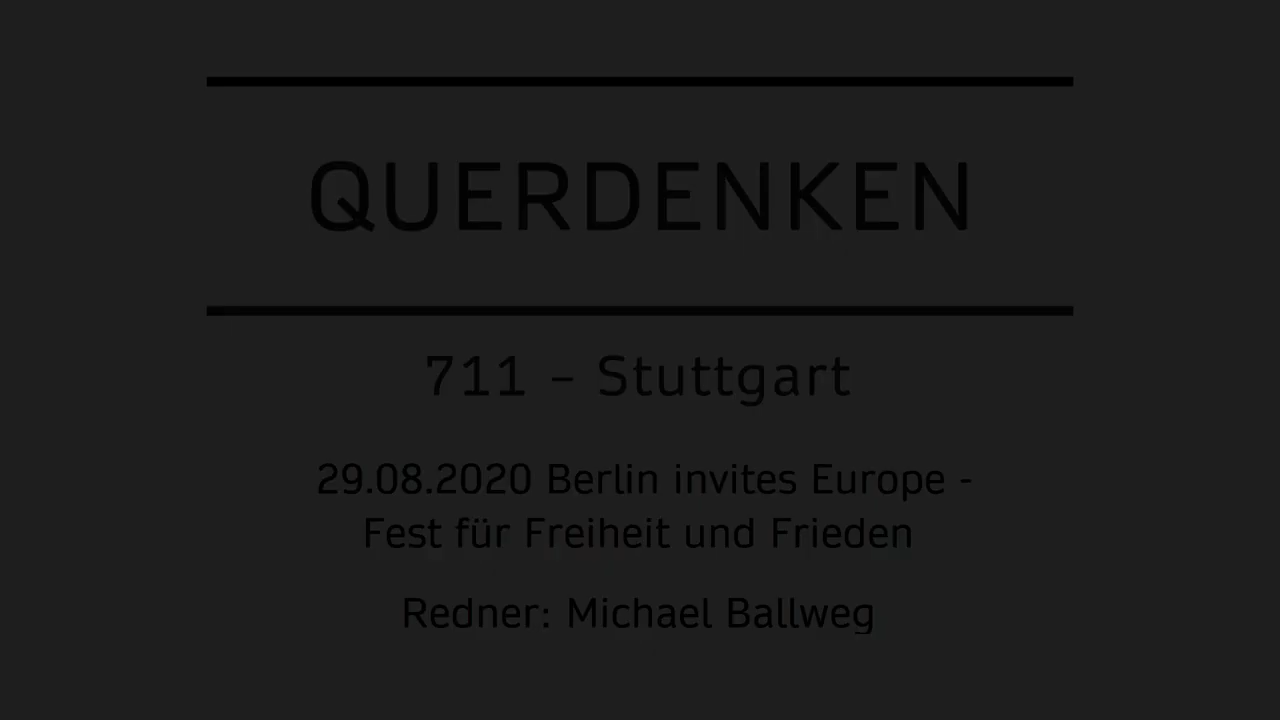 QUERDENKEN
711 – Stuttgart
29.08.2020 Berlin invites Europe -
Fest für Freiheit und Frieden
Redner: Michael Ballweg